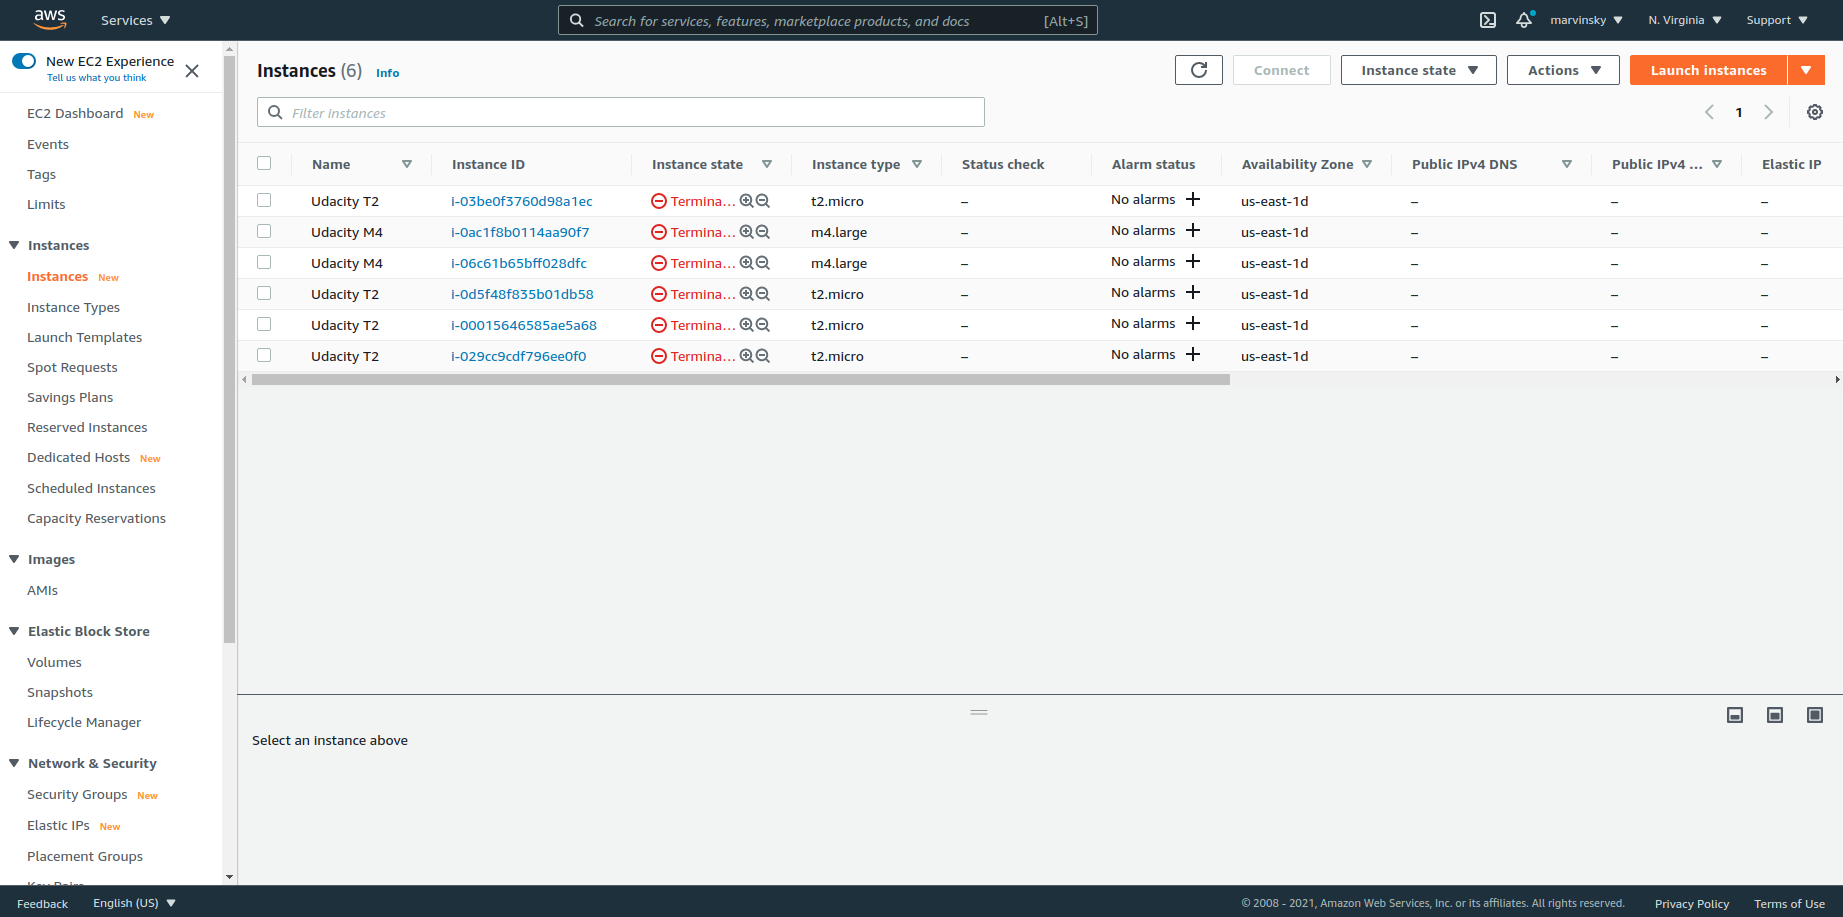 aws Services Search for services, features, marketplace products, and docs [Alt+S] marvinsky N. Virginia Support
New EC2 Experience
Tell us what you think
EC2 Dashboard New
Events
Tags
Limits
Instances
Instances New
Instance Types
Launch Templates
Spot Requests
Savings Plans
Reserved Instances
Dedicated Hosts New
Scheduled Instances
Capacity Reservations
Images
AMIs
Elastic Block Store
Volumes
Snapshots
Lifecycle Manager
Network & Security
Security Groups New
Elastic IPs New
Placement Groups
Key Pairs
Instances (6) Info Connect Instance state Actions Launch instances
Filter instances 1
Name Instance ID Instance state Instance type Status check Alarm status Availability Zone Public IPv4 DNS Public IPv4 ... Elastic IP
Udacity T2 i-03be0f3760d98a1ec Termina... t2.micro – No alarms + us-east-1d – – –
Udacity M4 i-0ac1f8b0114aa90f7 Termina... m4.large – No alarms + us-east-1d – – –
Udacity M4 i-06c61b65bff028dfc Termina... m4.large – No alarms + us-east-1d – – –
Udacity T2 i-0d5f48f835b01db58 Termina... t2.micro – No alarms + us-east-1d – – –
Udacity T2 i-00015646585ae5a68 Termina... t2.micro – No alarms + us-east-1d – – –
Udacity T2 i-029cc9cdf796ee0f0 Termina... t2.micro – No alarms + us-east-1d – – –
Select an instance above
Feedback English (US) © 2008 - 2021, Amazon Web Services, Inc. or its affiliates. All rights reserved. Privacy Policy Terms of Use